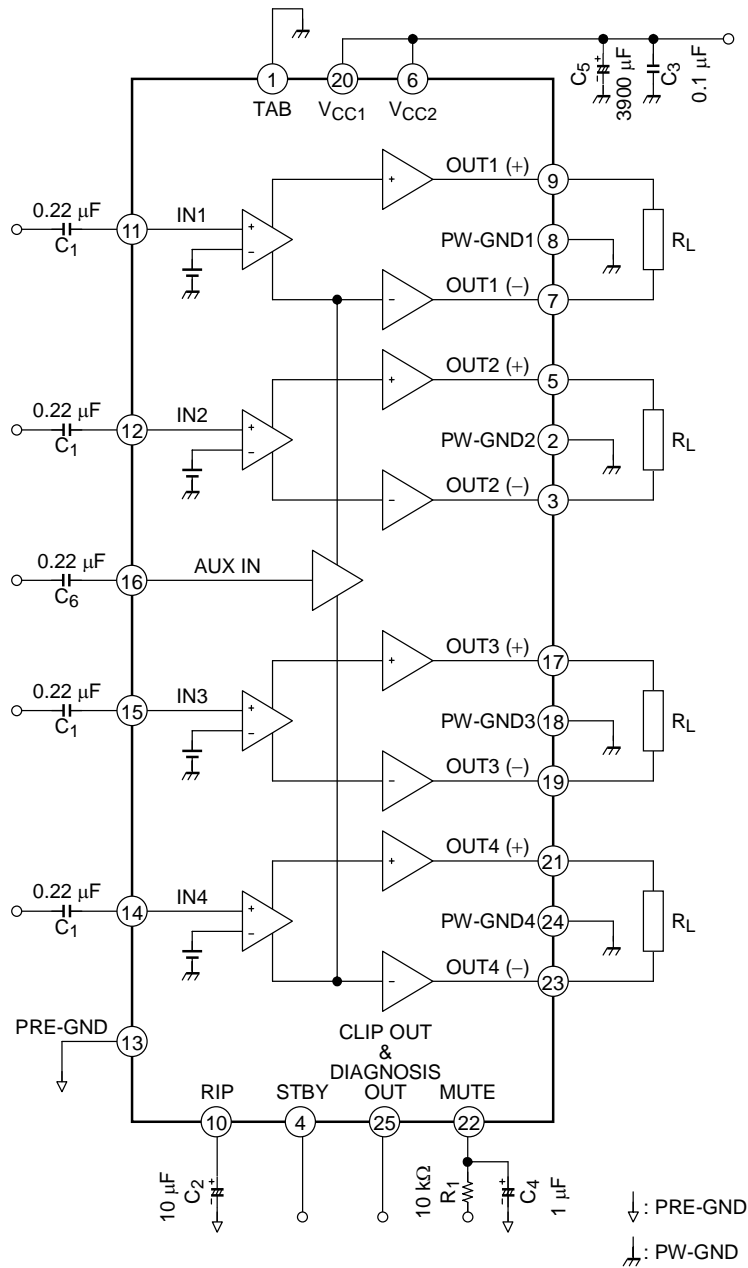 1
TAB
20
VCC1
6
VCC2
C5
3900 µF
C3
0.1 µF
0.22 µF
C1
11
IN1
+
−
+
OUT1 (+)
9
PW-GND1
8
RL
−
OUT1 (−)
7
0.22 µF
C1
12
IN2
+
−
+
OUT2 (+)
5
PW-GND2
2
RL
−
OUT2 (−)
3
0.22 µF
C6
16
AUX IN
0.22 µF
C1
15
IN3
+
−
+
OUT3 (+)
17
PW-GND3
18
RL
−
OUT3 (−)
19
0.22 µF
C1
14
IN4
+
−
+
OUT4 (+)
21
PW-GND4
24
RL
−
OUT4 (−)
23
PRE-GND
13
CLIP OUT
&
DIAGNOSIS
RIP
STBY
OUT
MUTE
10
4
25
22
10 µF
C2
10 kΩ
R1
C4
1 µF
: PRE-GND
: PW-GND